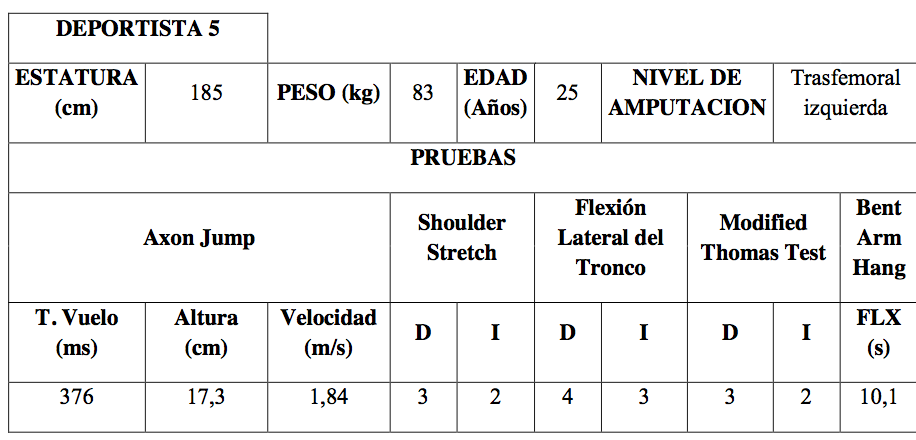 DEPORTISTA 5
ESTATURA (cm) 185 PESO (kg) 83 EDAD (Años) 25 NIVEL DE AMPUTACION Trasfemoral izquierda
PRUEBAS
Axon Jump Shoulder Stretch Flexión Lateral del Tronco Modified Thomas Test Bent Arm Hang
T. Vuelo (ms) Altura (cm) Velocidad (m/s) D I D I D I FLX (s)
376 17,3 1,84 3 2 4 3 3 2 10,1